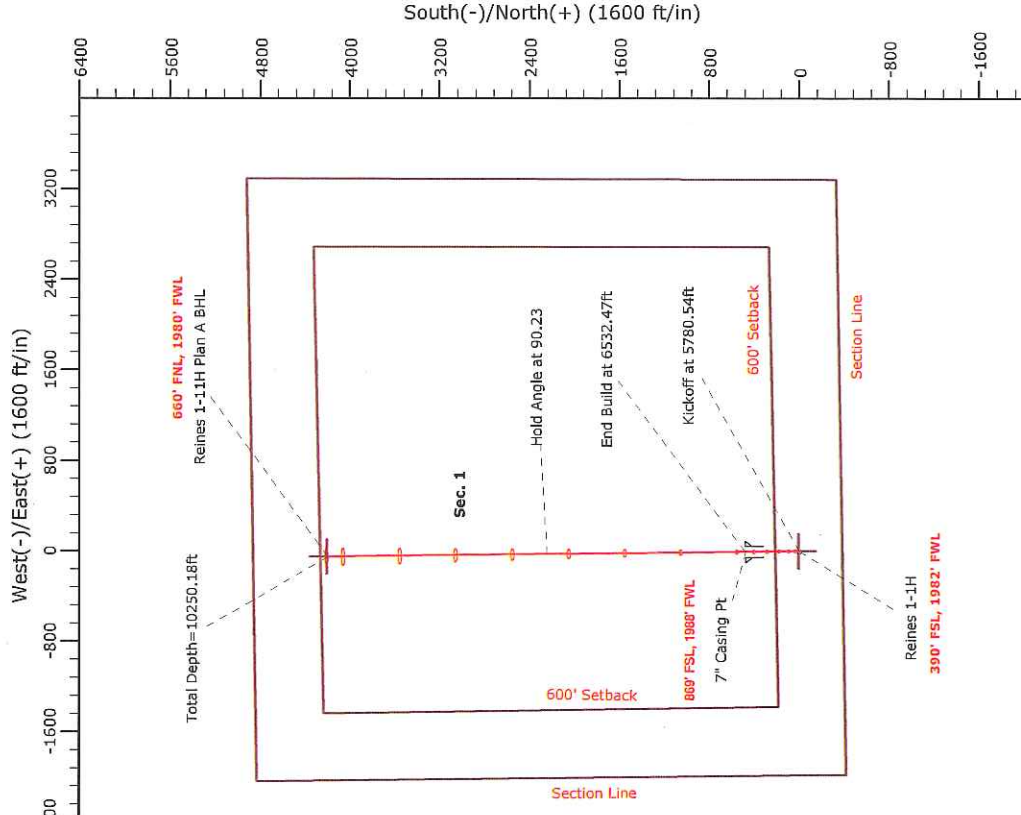 South(-)/North(+) (1600 ft/in)
6400
5600
4800
4000
3200
2400
1600
800
0
-800
-1600
West(-)/East(+) (1600 ft/in)
3200
2400
1600
800
0
-800
-1600
660' FNL, 1980' FWL
Reines 1-11H Plan A BHL
Total Depth=10250.18ft
Sec. 1
Hold Angle at 90.23
End Build at 6532.47ft
Kickoff at 5780.54ft
600' Setback
Section Line
869' FSL, 1988' FWL
7" Casing Pt
600' Setback
Section Line
Reines 1-1H
390' FSL, 1982' FWL